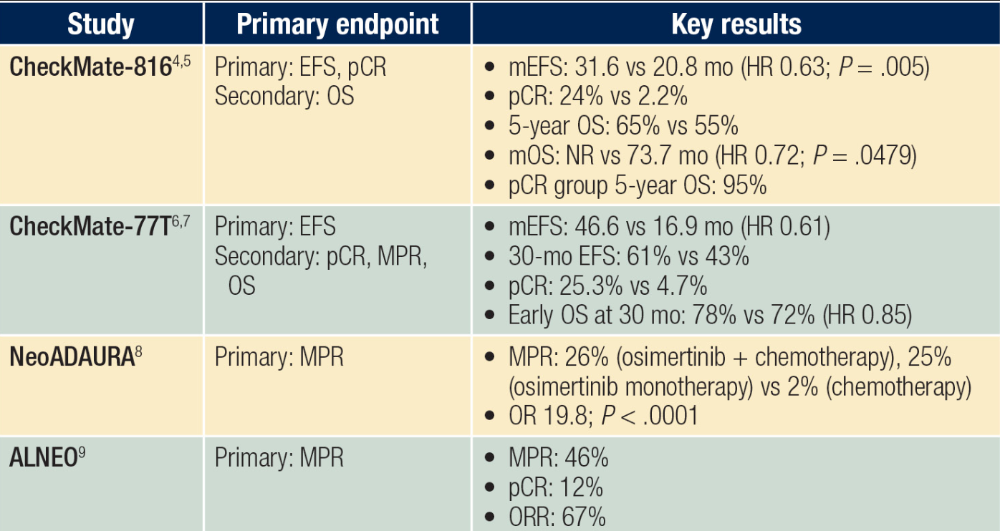 Study Primary endpoint Key results
CheckMate-816⁴,⁵
Primary: EFS, pCR
Secondary: OS
• mEFS: 31.6 vs 20.8 mo (HR 0.63; P = .005)
• pCR: 24% vs 2.2%
• 5-year OS: 65% vs 55%
• mOS: NR vs 73.7 mo (HR 0.72; P = .0479)
• pCR group 5-year OS: 95%
CheckMate-77T⁶,⁷
Primary: EFS
Secondary: pCR, MPR,
OS
• mEFS: 46.6 vs 16.9 mo (HR 0.61)
• 30-mo EFS: 61% vs 43%
• pCR: 25.3% vs 4.7%
• Early OS at 30 mo: 78% vs 72% (HR 0.85)
NeoADAURA⁸
Primary: MPR
• MPR: 26% (osimertinib + chemotherapy), 25%
(osimertinib monotherapy) vs 2% (chemotherapy)
• OR 19.8; P < .0001
ALNEO⁹
Primary: MPR
• MPR: 46%
• pCR: 12%
• ORR: 67%